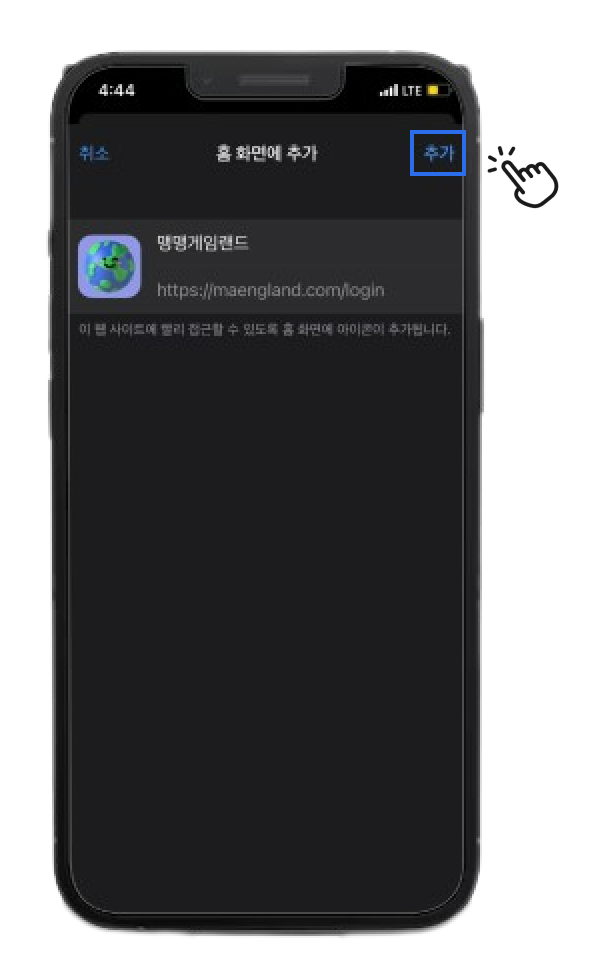 4:44 LTE
취소 홈 화면에 추가 추가
맹맹게임랜드
https://maengland.com/login
이 웹 사이트에 빨리 접근할 수 있도록 홈 화면에 아이콘이 추가됩니다.